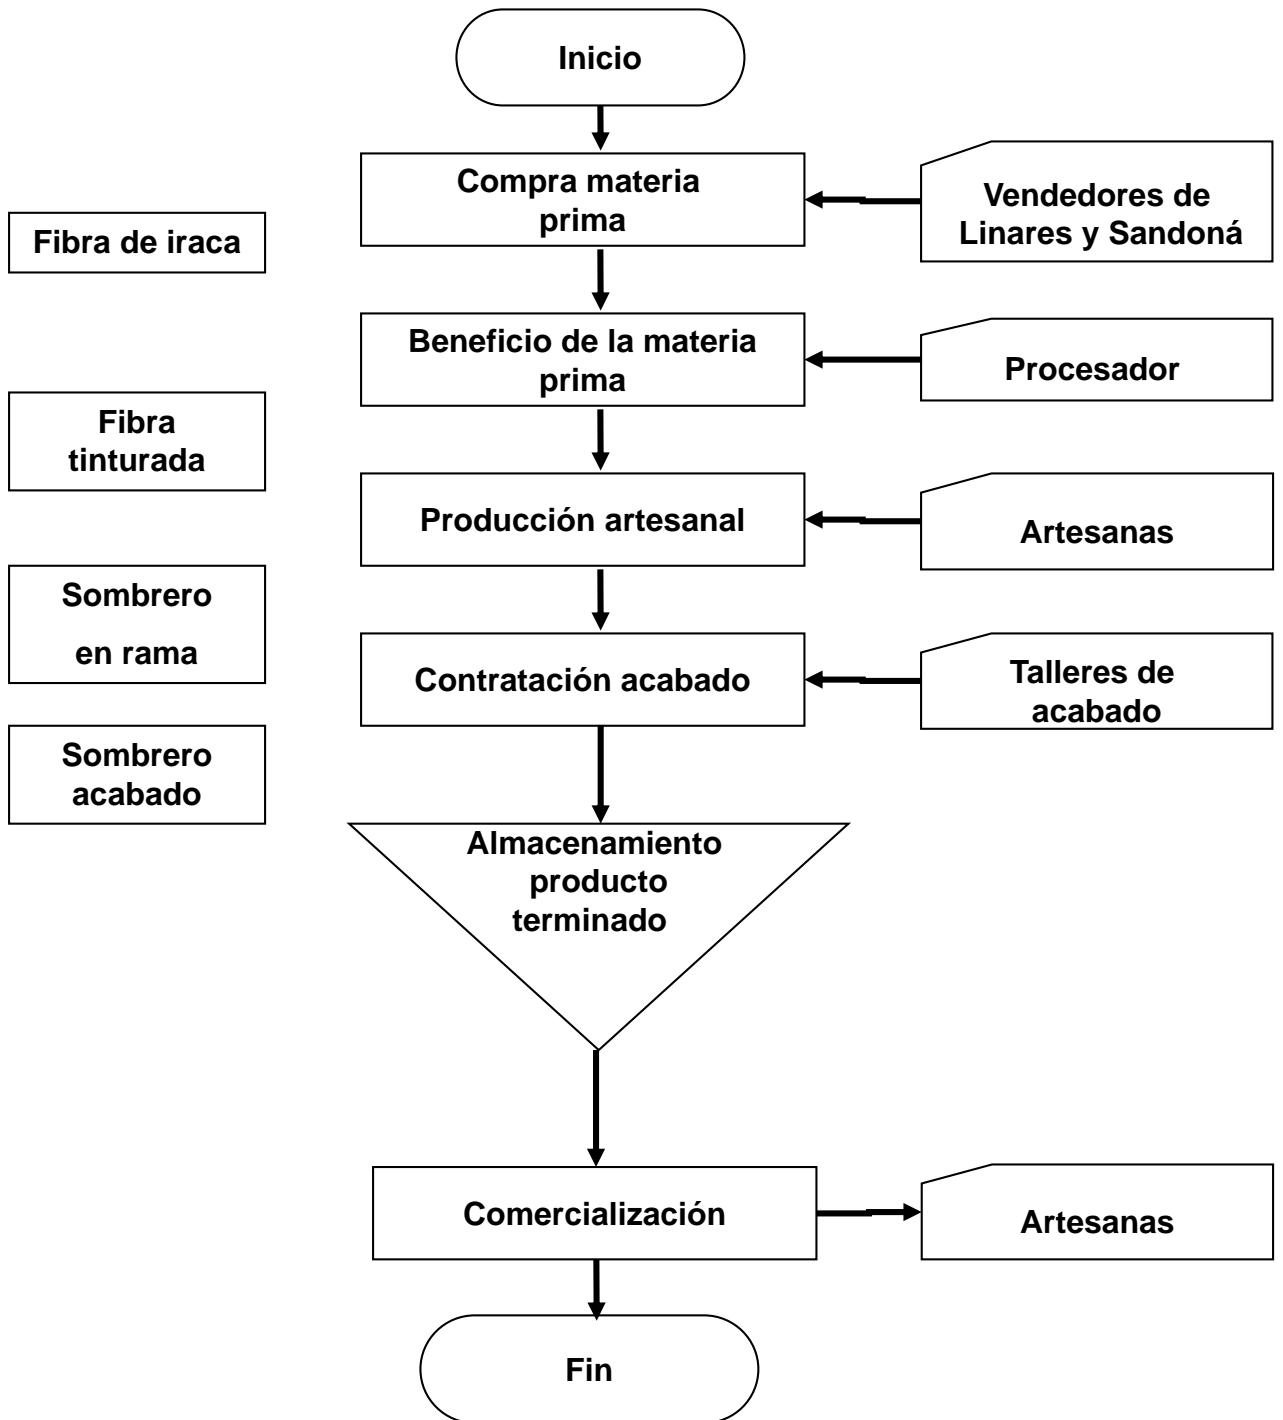 Inicio
Compra materia
prima
Vendedores de
Linares y Sandoná
Fibra de iraca
Beneficio de la materia
prima
Procesador
Fibra
tinturada
Producción artesanal
Artesanas
Sombrero
en rama
Contratación acabado
Talleres de
acabado
Sombrero
acabado
Almacenamiento
producto
terminado
Comercialización
Artesanas
Fin